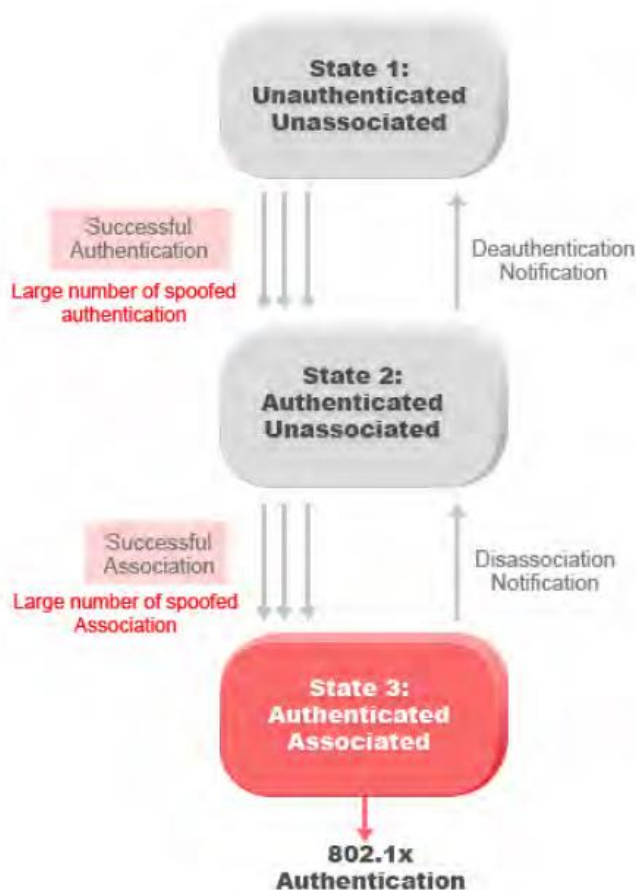 State 1:
Unauthenticated
Unassociated
Successful
Authentication
Large number of spoofed
authentication
Deauthentication
Notification
State 2:
Authenticated
Unassociated
Successful
Association
Large number of spoofed
Association
Disassociation
Notification
State 3:
Authenticated
Associated
802.1x
Authentication